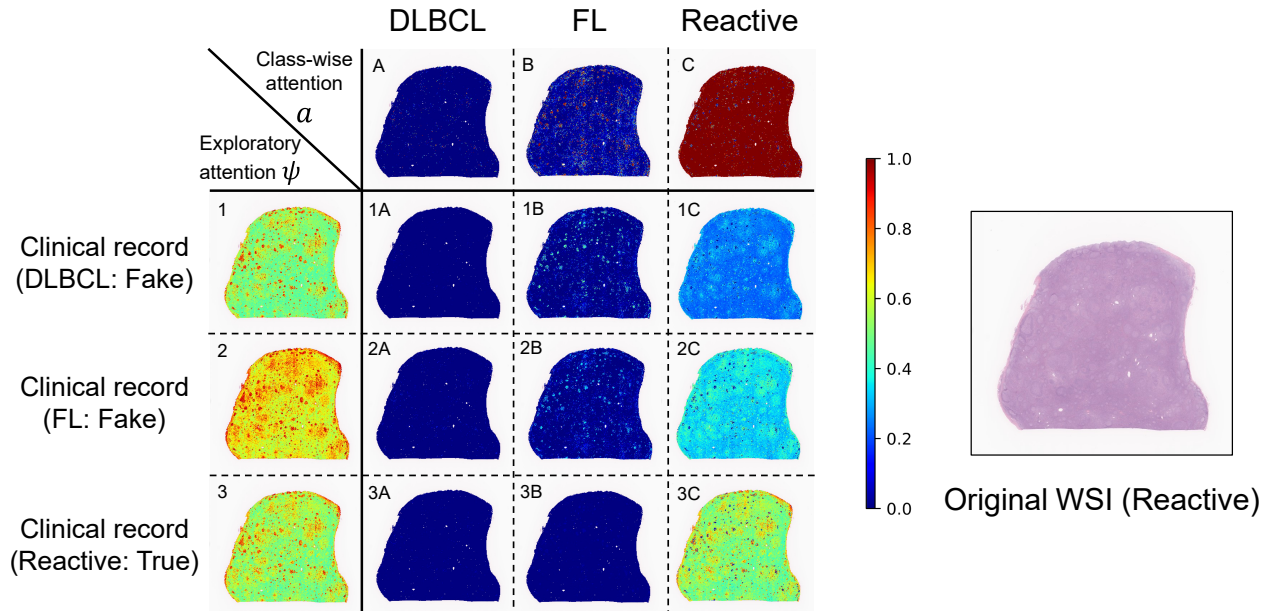 DLBCL FL Reactive
Class-wise
attention
a
Exploratory
attention ψ
A B C
1 1A 1B 1C
Clinical record
(DLBCL: Fake)
2 2A 2B 2C
Clinical record
(FL: Fake)
3 3A 3B 3C
Clinical record
(Reactive: True)
1.0
0.8
0.6
0.4
0.2
0.0
Original WSI (Reactive)